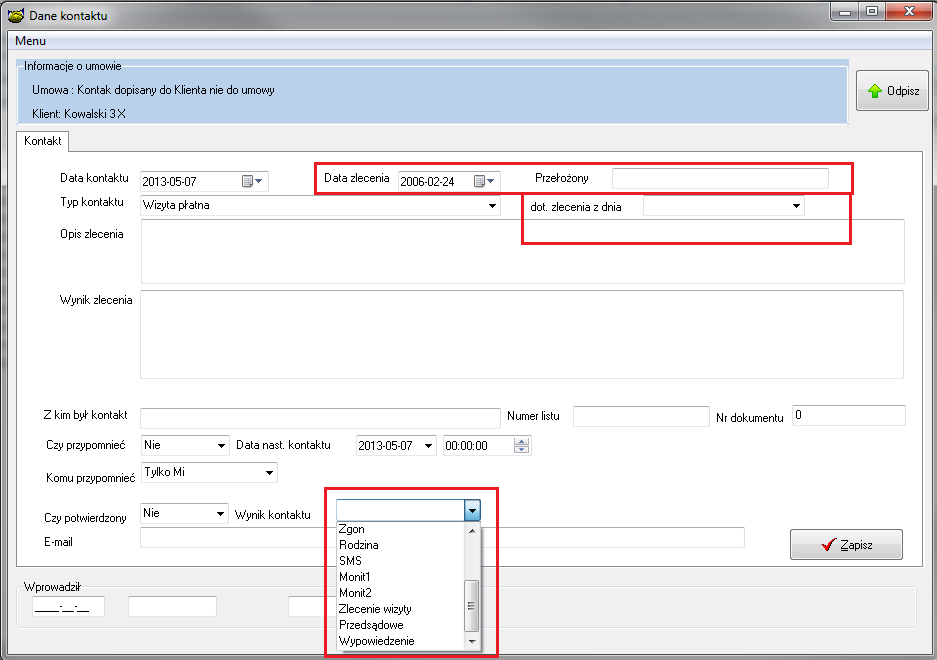 Dane kontaktu
Menu
Informacje o umowie
Umowa : Kontak dopisany do Klienta nie do umowy
Klient: Kowalski 3 X
Odpisz
Kontakt
Data kontaktu 2013-05-07 Data zlecenia 2006-02-24 Przełożony
Typ kontaktu Wizyta płatna dot. zlecenia z dnia
Opis zlecenia
Wynik zlecenia
Z kim był kontakt Numer listu Nr dokumentu 0
Czy przypomnieć Nie Data nast. kontaktu 2013-05-07 00:00:00
Komu przypomnieć Tylko Mi
Czy potwierdzony Nie Wynik kontaktu
E-mail
Zgon
Rodzina
SMS
Monit1
Monit2
Zlecenie wizyty
Przedsądowe
Wypowiedzenie
Zapisz
Wprowadził
____-__-__